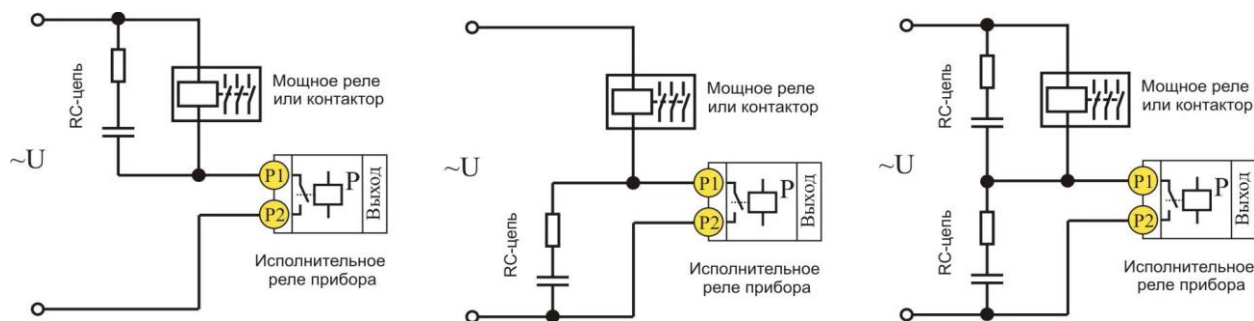 RC-цепь
Мощное реле
или контактор
~U
P1
P2
P
Выход
Исполнительное
реле прибора
RC-цепь
Мощное реле
или контактор
~U
P1
P2
P
Выход
Исполнительное
реле прибора
RC-цепь
Мощное реле
или контактор
~U
P1
P2
P
Выход
RC-цепь
Исполнительное
реле прибора